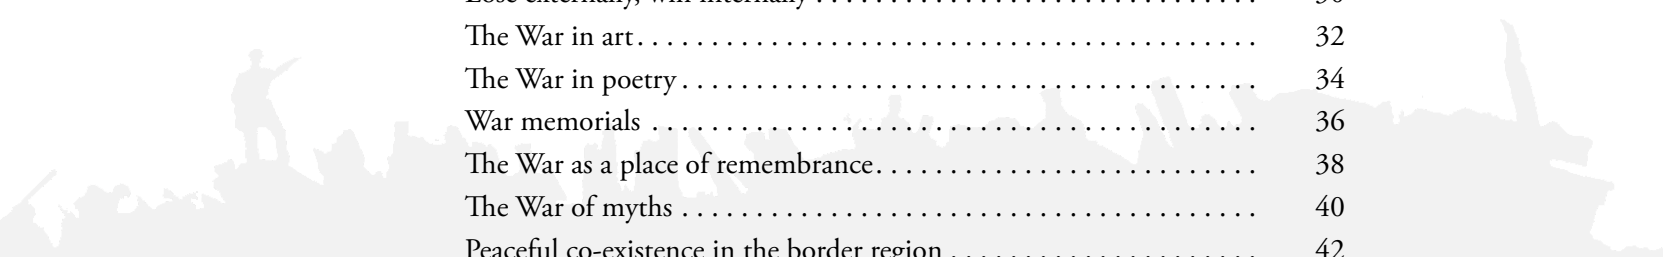 Lose externally, win internally . . . . . . . . . . . . . . . . . . . . . . . . . . . . . . 30
The War in art. . . . . . . . . . . . . . . . . . . . . . . . . . . . . . . . . . . . . . . . . . 32
The War in poetry . . . . . . . . . . . . . . . . . . . . . . . . . . . . . . . . . . . . . . . 34
War memorials . . . . . . . . . . . . . . . . . . . . . . . . . . . . . . . . . . . . . . . . . 36
The War as a place of remembrance. . . . . . . . . . . . . . . . . . . . . . . . . . 38
The War of myths . . . . . . . . . . . . . . . . . . . . . . . . . . . . . . . . . . . . . . . 40
Peaceful co-existence in the border region . . . . . . . . . . . . . . . . . . . . . 42